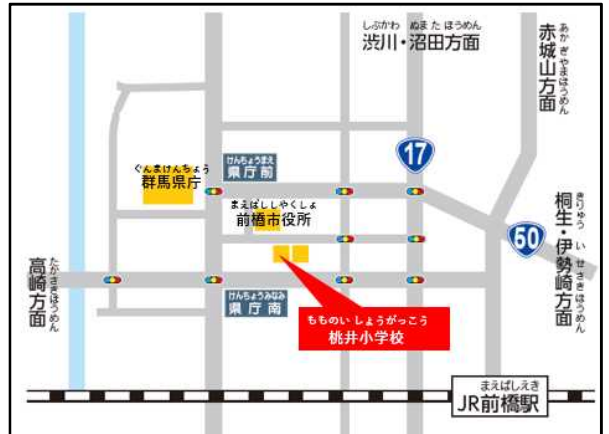 しぶかわ ぬまたほうめん
渋川・沼田方面
あかぎやまほうめん
赤城山方面
17
けんちょうまえ
県庁前
ぐんまけんちょう
群馬県庁
まえばししやくしょ
前橋市役所
きりゅう いせさきほうめん
桐生・伊勢崎方面
50
たかさきほうめん
高崎方面
けんちょうみなみ
県庁南
もものい しょうがっこう
桃井小学校
まえばしえき
JR前橋駅